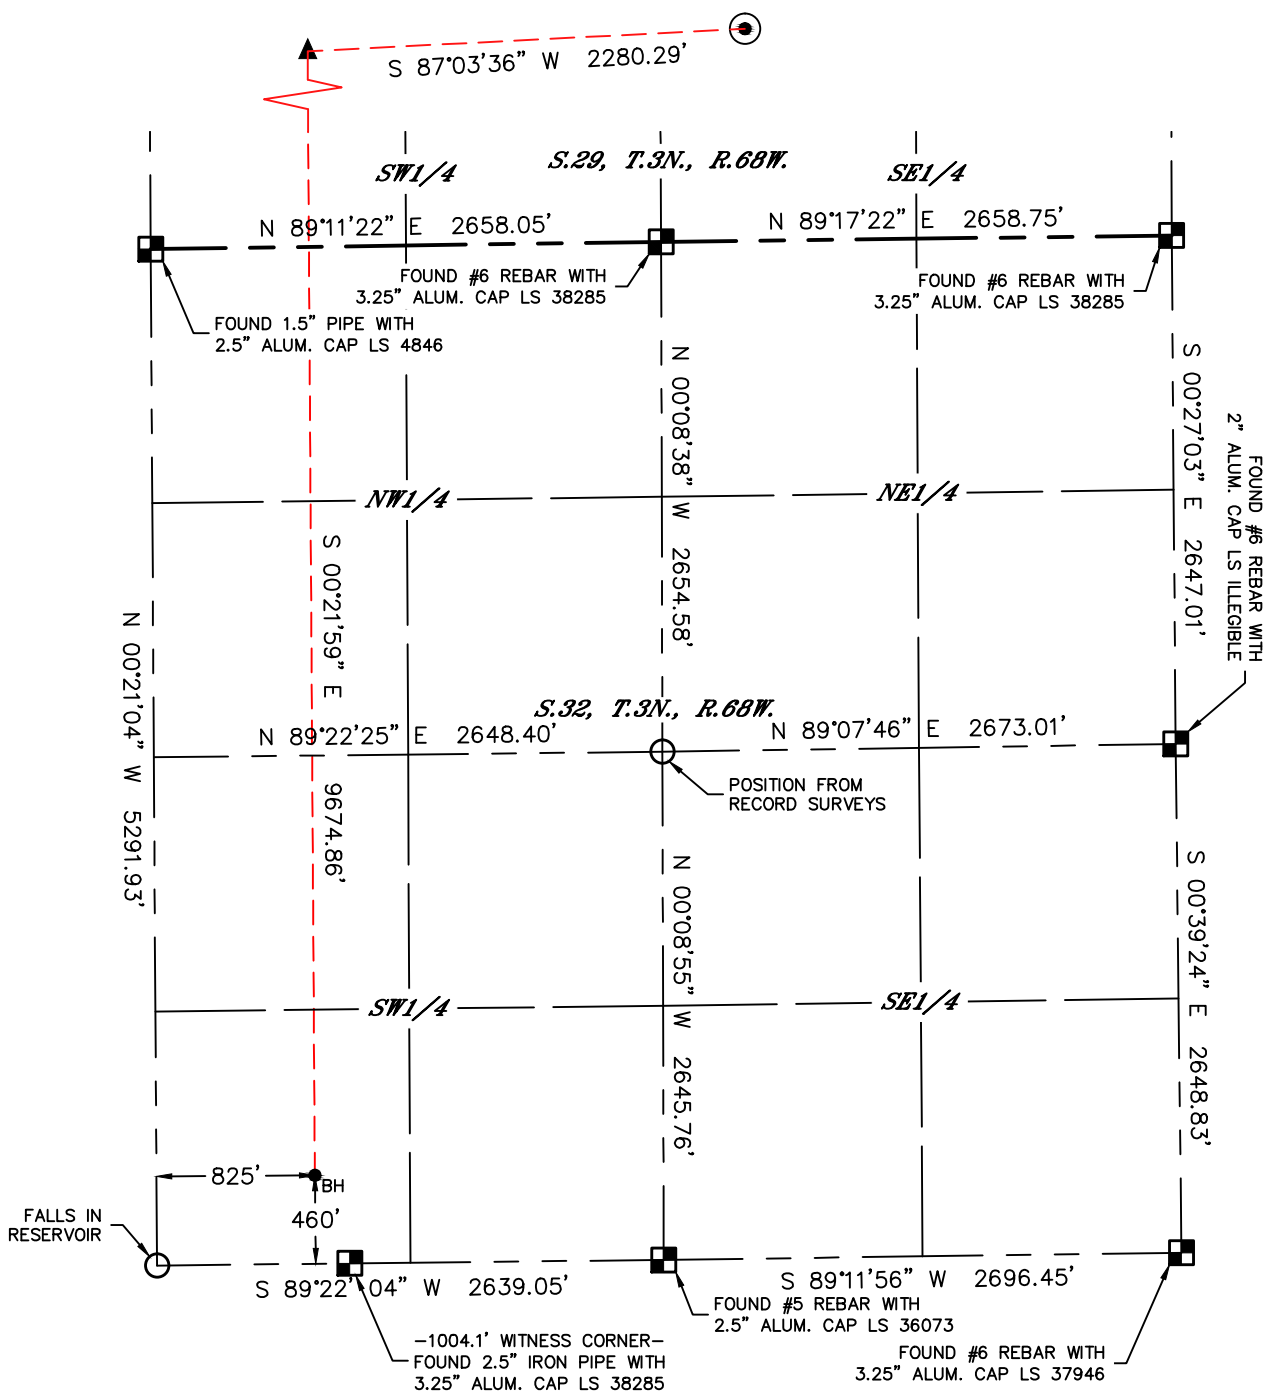 S 87°03'36" W 2280.29'
S.29, T.3N., R.68W.
SW1/4
SE1/4
N 89°11'22" E 2658.05'
N 89°17'22" E 2658.75'
FOUND #6 REBAR WITH
3.25" ALUM. CAP LS 38285
FOUND #6 REBAR WITH
3.25" ALUM. CAP LS 38285
FOUND 1.5" PIPE WITH
2.5" ALUM. CAP LS 4846
N 00°08'38" W 2654.58'
S 00°27'03" E 2647.01'
FOUND #6 REBAR WITH
2" ALUM. CAP LS ILLEGIBLE
NW1/4
NE1/4
S 00°21'59" E 9674.86'
N 00°21'04" W 5291.93'
S.32, T.3N., R.68W.
N 89°22'25" E 2648.40'
N 89°07'46" E 2673.01'
POSITION FROM
RECORD SURVEYS
N 00°08'55" W 2645.76'
S 00°39'24" E 2648.83'
SW1/4
SE1/4
825'
BH
460'
FALLS IN
RESERVOIR
S 89°22'04" W 2639.05'
S 89°11'56" W 2696.45'
FOUND #5 REBAR WITH
2.5" ALUM. CAP LS 36073
-1004.1' WITNESS CORNER-
FOUND 2.5" IRON PIPE WITH
3.25" ALUM. CAP LS 38285
FOUND #6 REBAR WITH
3.25" ALUM. CAP LS 37946